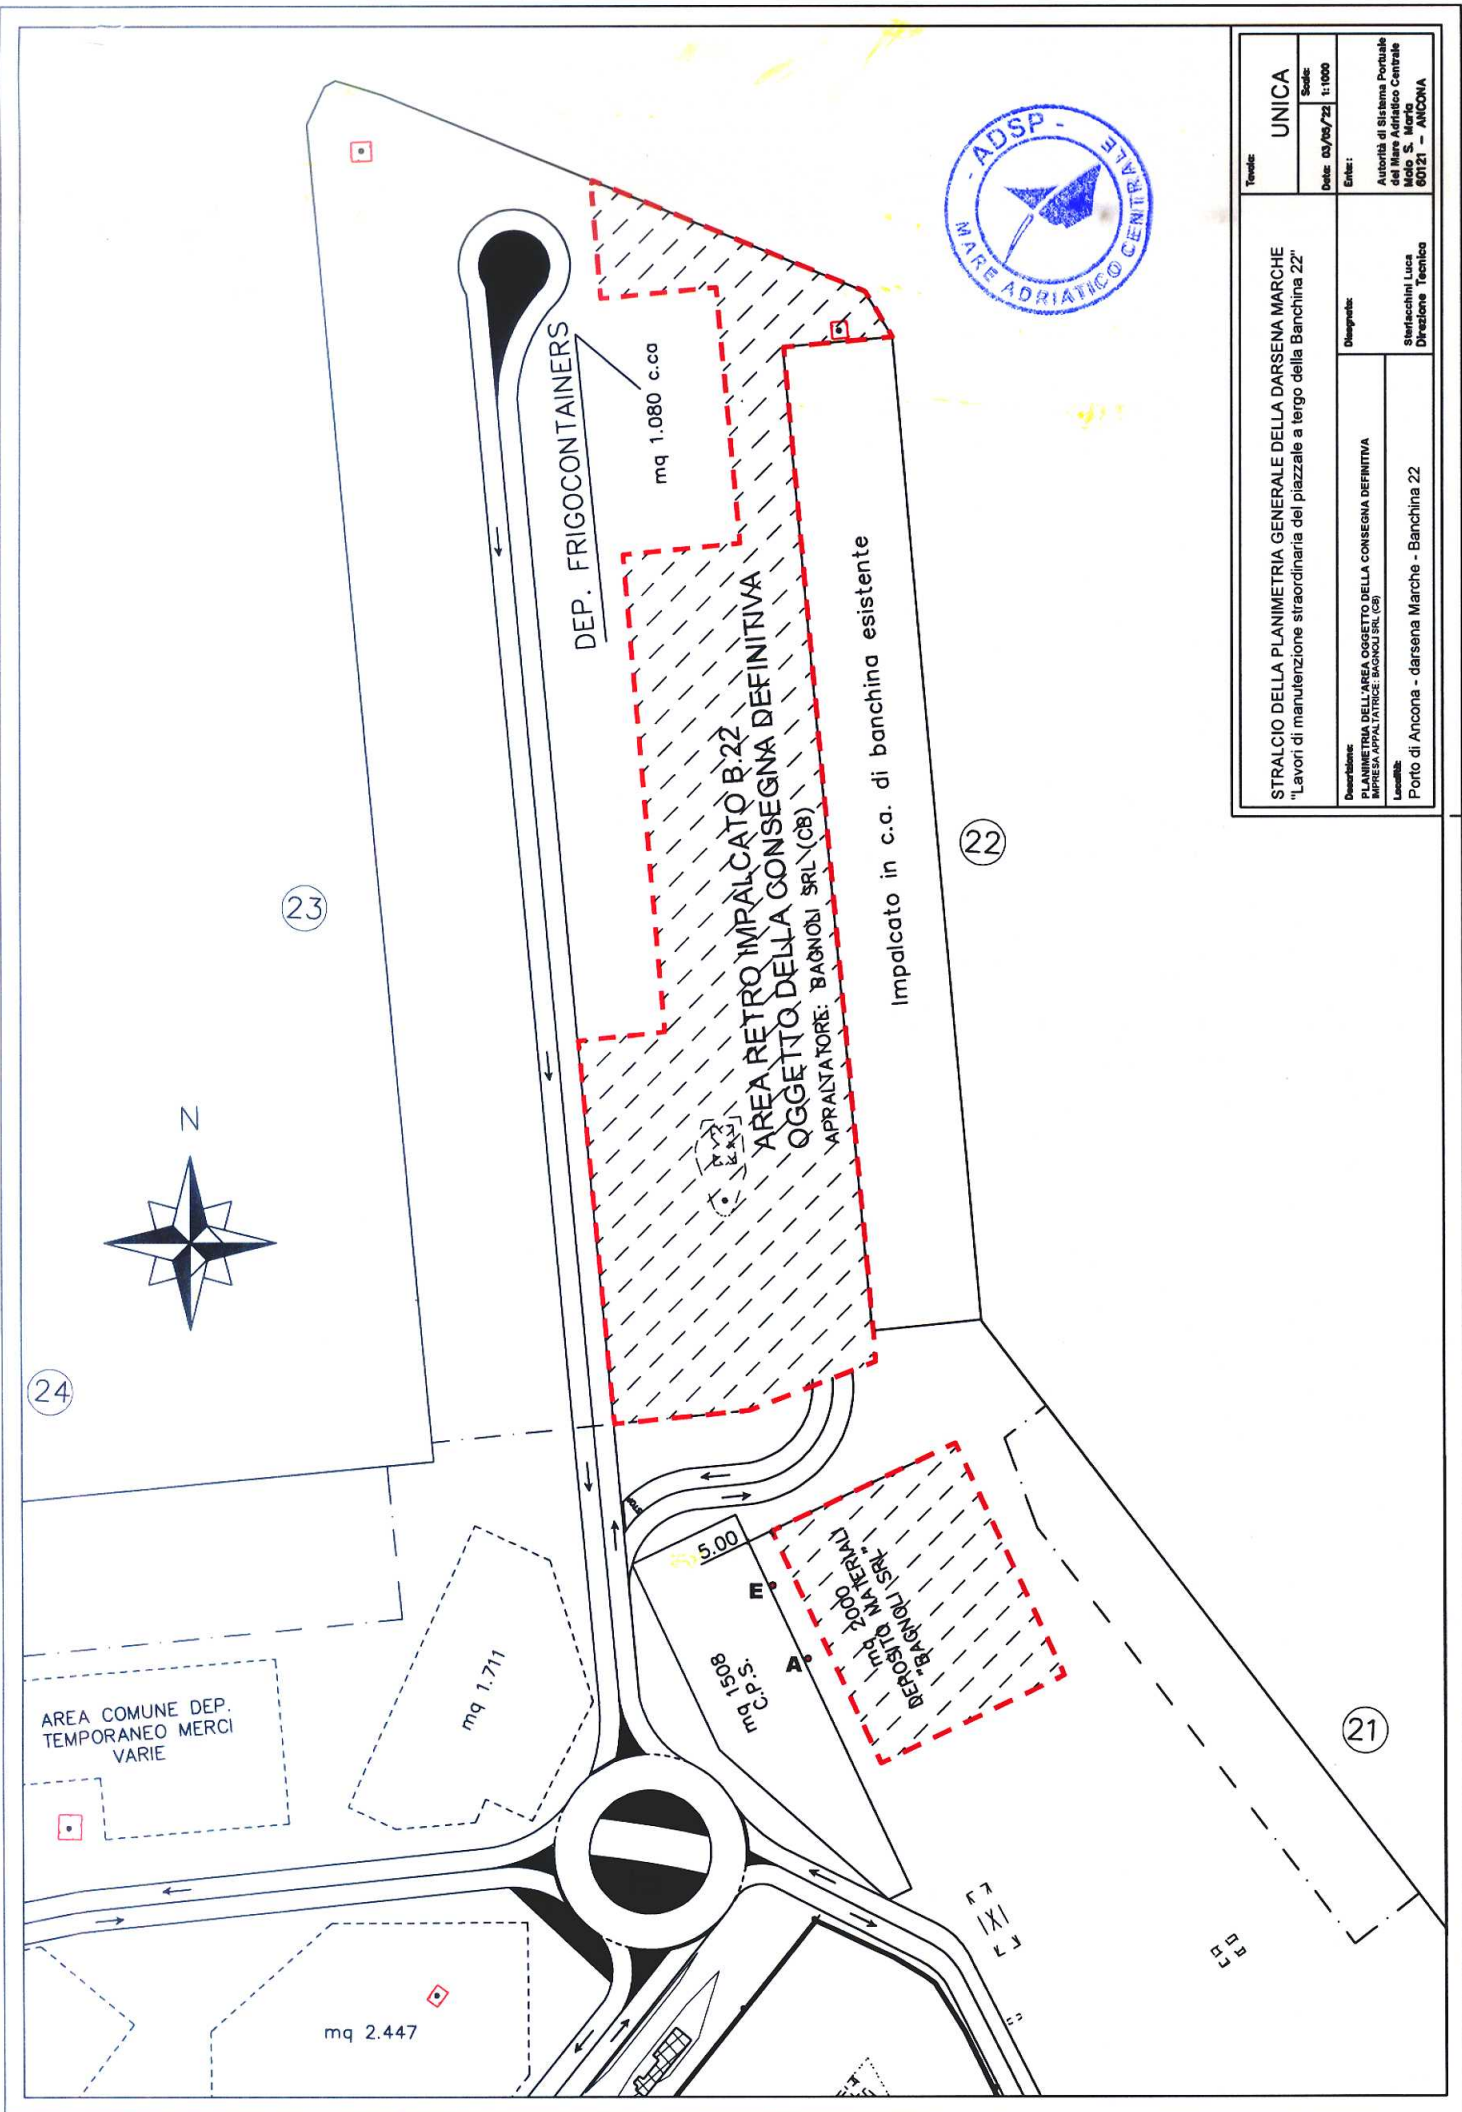 Tavola:
UNICA
Data: 03/05/'22
Scala: 1:1000
Ente:
Autorità di Sistema Portuale
del Mare Adriatico Centrale
Molo S. Maria
60121 - ANCONA
STRALCIO DELLA PLANIMETRIA GENERALE DELLA DARSENA MARCHE
"Lavori di manutenzione straordinaria del piazzale a tergo della Banchina 22"
Disegnato:
Sterlacchini Luca
Direzione Tecnica
Descrizione:
PLANIMETRIA DELL'AREA OGGETTO DELLA CONSEGNA DEFINITIVA
IMPRESA APPALTATRICE: BAGNOLI SRL (CB)
Località:
Porto di Ancona - darsena Marche - Banchina 22
- ADSP -
MARE ADRIATICO CENTRALE
DEP. FRIGOCONTAINERS
mq 1.080 c.ca
AREA RETRO IMPALCATO B.22
OGGETTO DELLA CONSEGNA DEFINITIVA
APPALTATORE: BAGNOLI SRL (CB)
Impalcato in c.a. di banchina esistente
22
23
N
24
STOP
5.00
E
A
mq 1508
C.P.S.
mq 2000
DEPOSITO MATERIALI
"BAGNOLI SRL"
21
mq 1.711
AREA COMUNE DEP.
TEMPORANEO MERCI
VARIE
mq 2.447